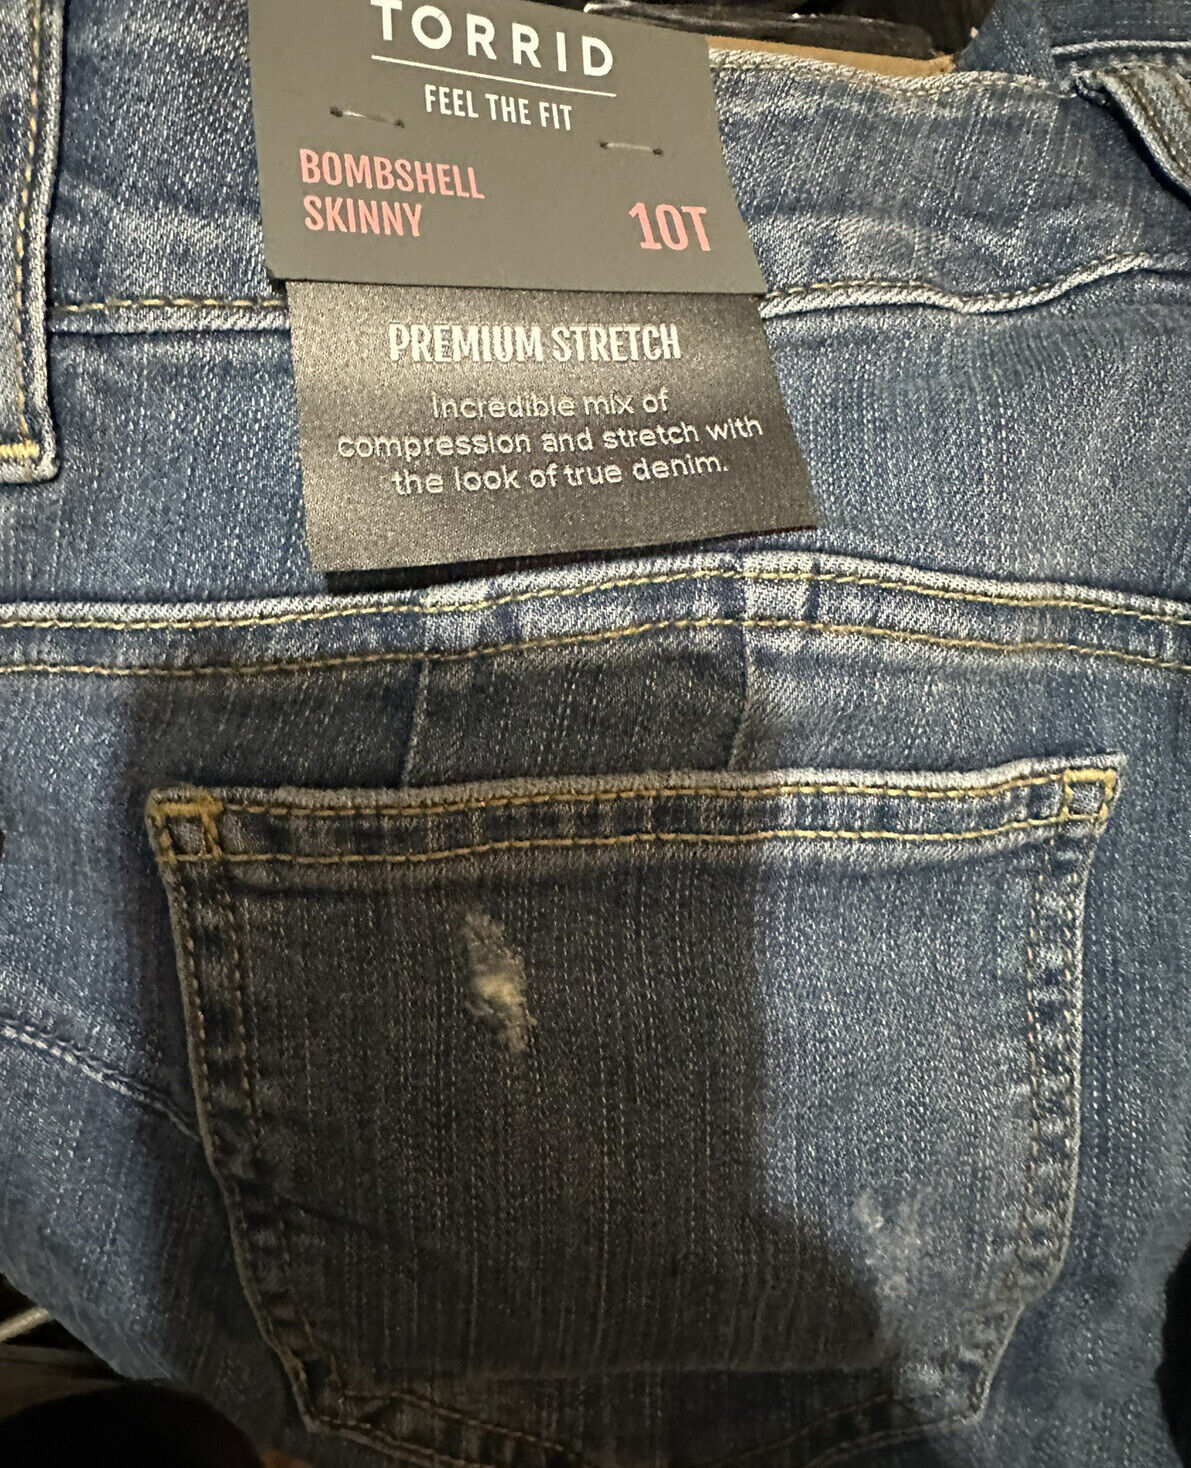 TORRID
FEEL THE FIT
BOMBSHELL
SKINNY
10T
PREMIUM STRETCH
Incredible mix of
compression and stretch with
the look of true denim.